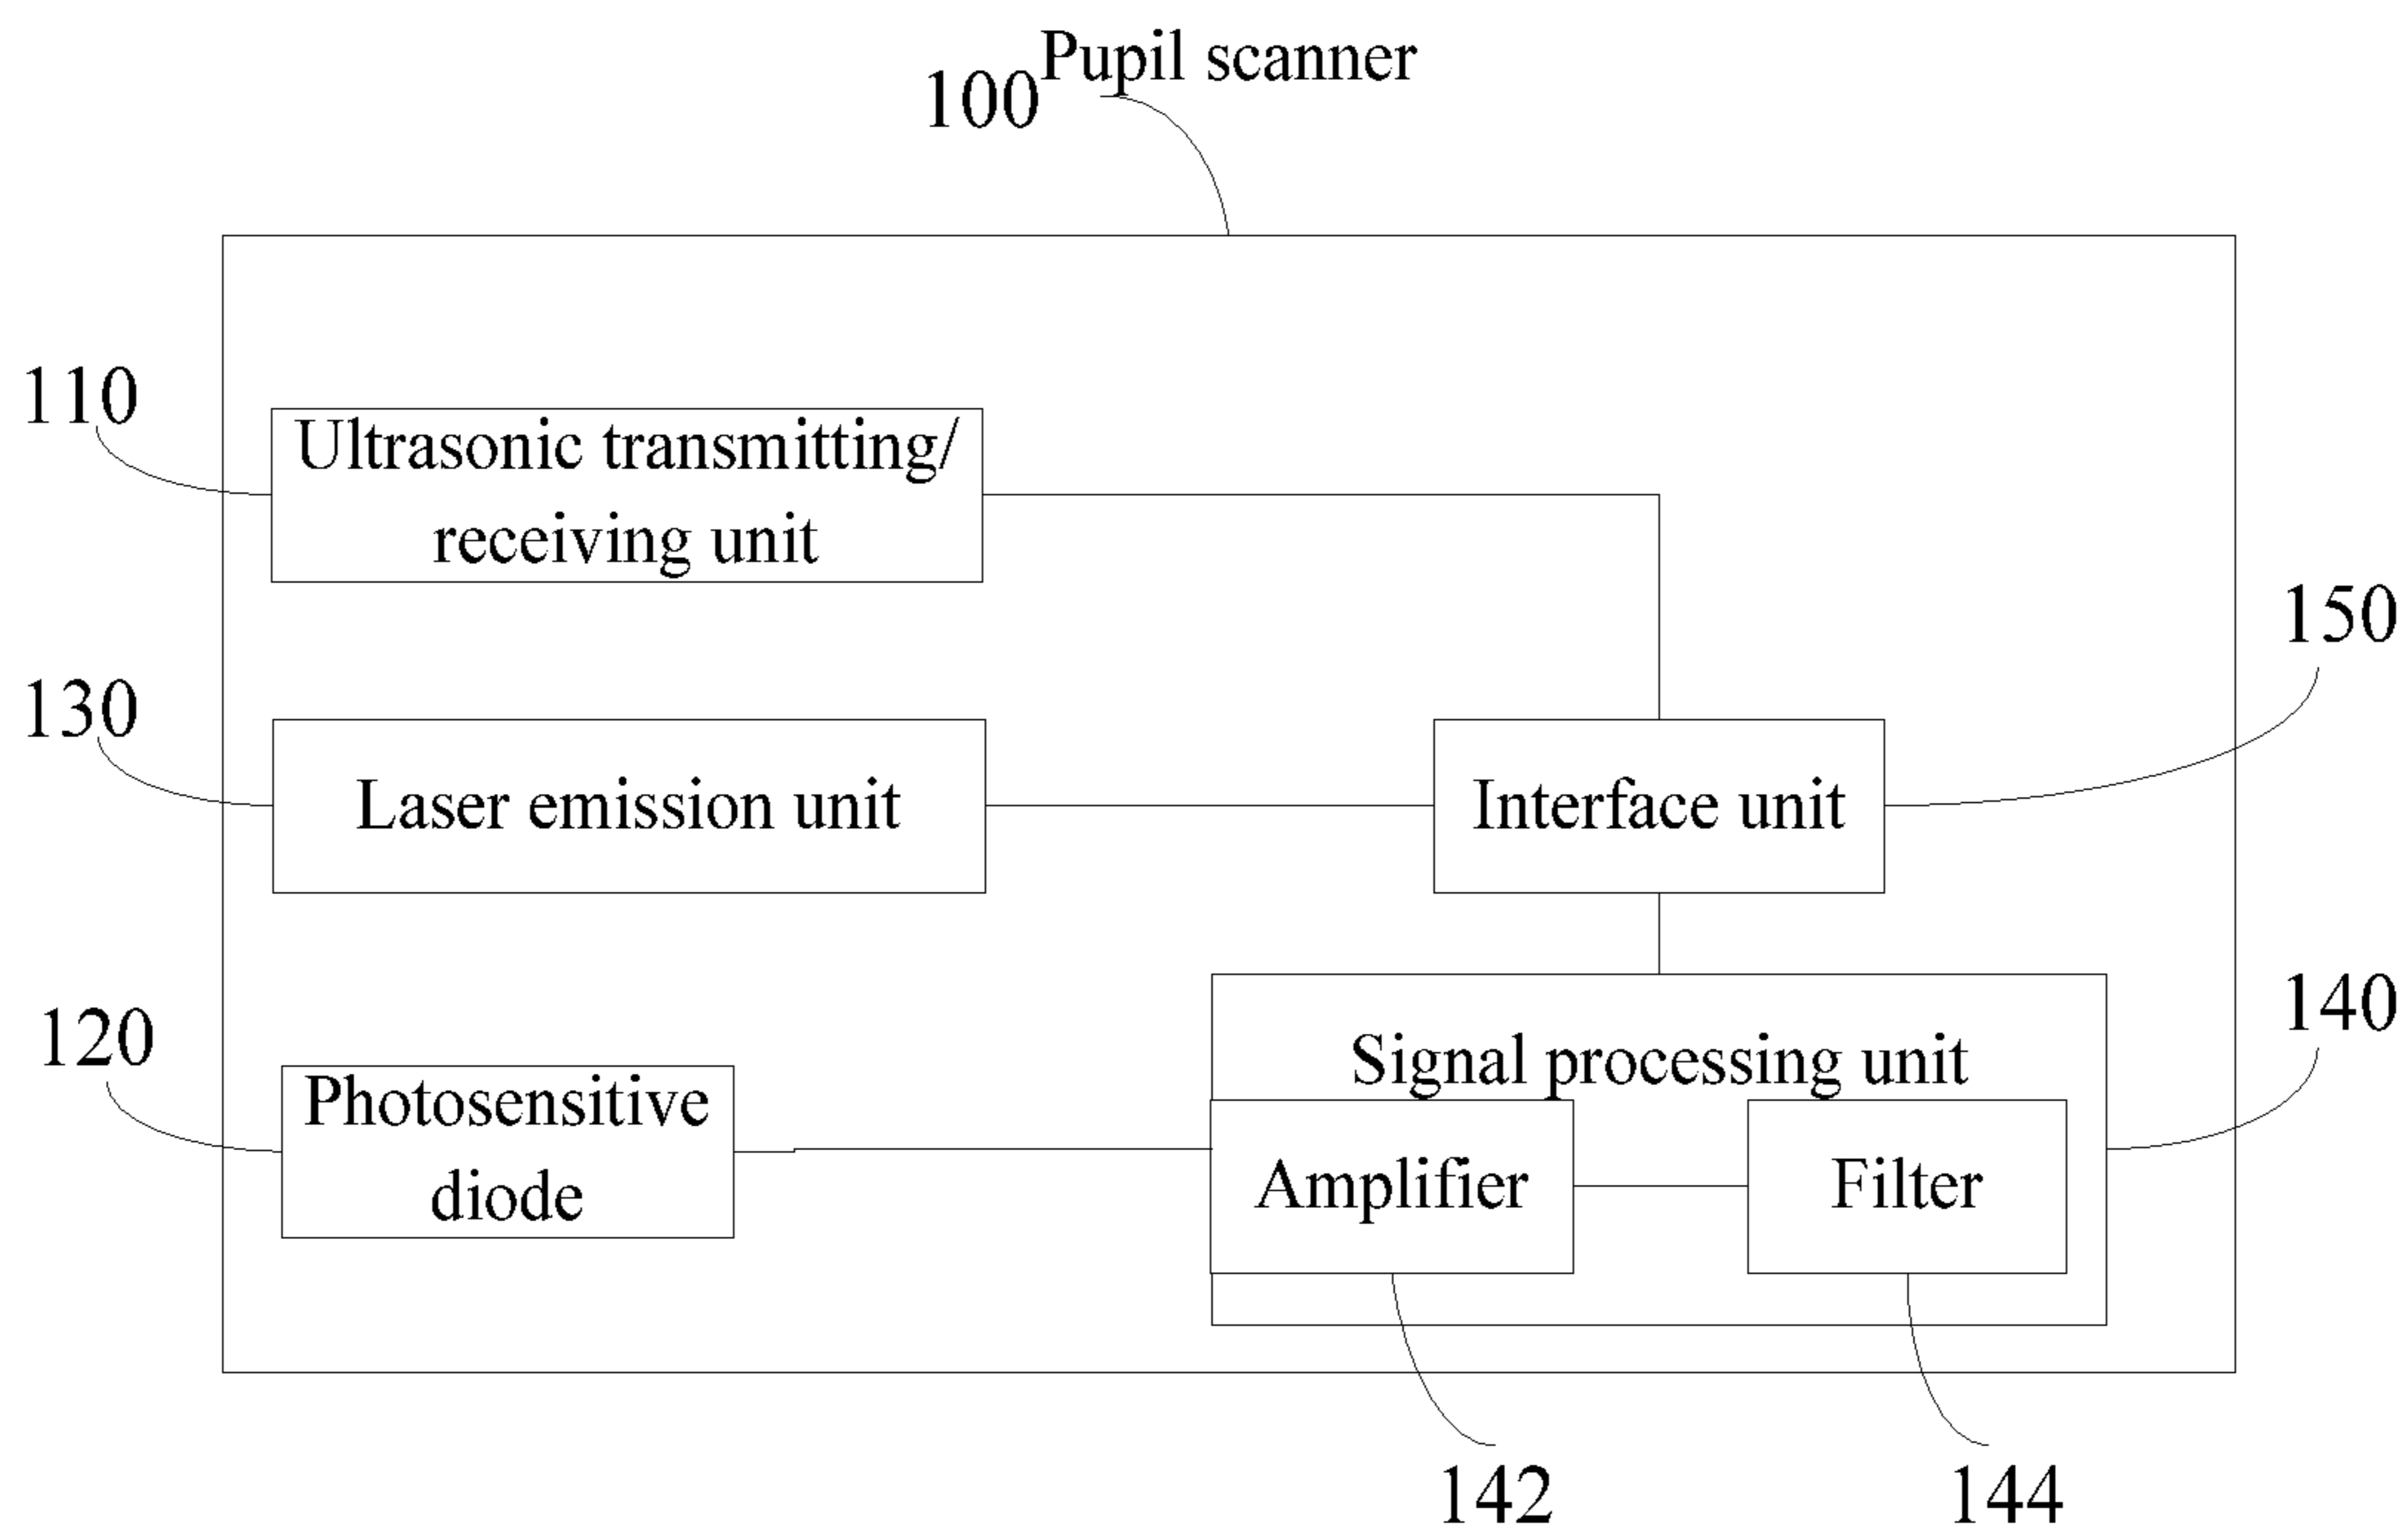 Pupil scanner
100
110
Ultrasonic transmitting/
receiving unit
150
130
Laser emission unit
Interface unit
140
120
Signal processing unit
Photosensitive
diode
Amplifier
Filter
142
144